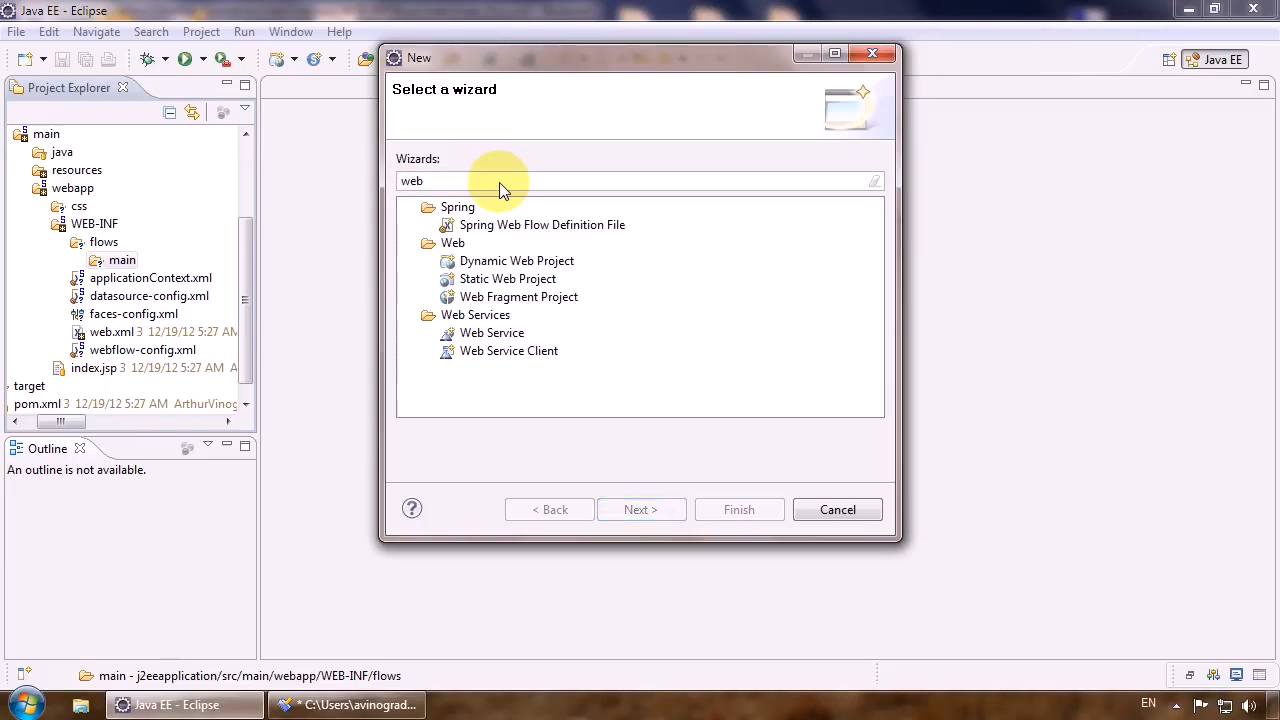 Java EE - Eclipse
File Edit Navigate Search Project Run Window Help
Java EE
Project Explorer
main
java
resources
webapp
css
WEB-INF
flows
main
applicationContext.xml
datasource-config.xml
faces-config.xml
web.xml 3 12/19/12 5:27 AM
webflow-config.xml
index.jsp 3 12/19/12 5:27 AM
target
pom.xml 3 12/19/12 5:27 AM ArthurVinog
Outline
An outline is not available.
New
Select a wizard
Wizards:
web
Spring
Spring Web Flow Definition File
Web
Dynamic Web Project
Static Web Project
Web Fragment Project
Web Services
Web Service
Web Service Client
< Back Next > Finish Cancel
main - j2eeapplication/src/main/webapp/WEB-INF/flows
Java EE - Eclipse
* C:\Users\avinograd...
EN